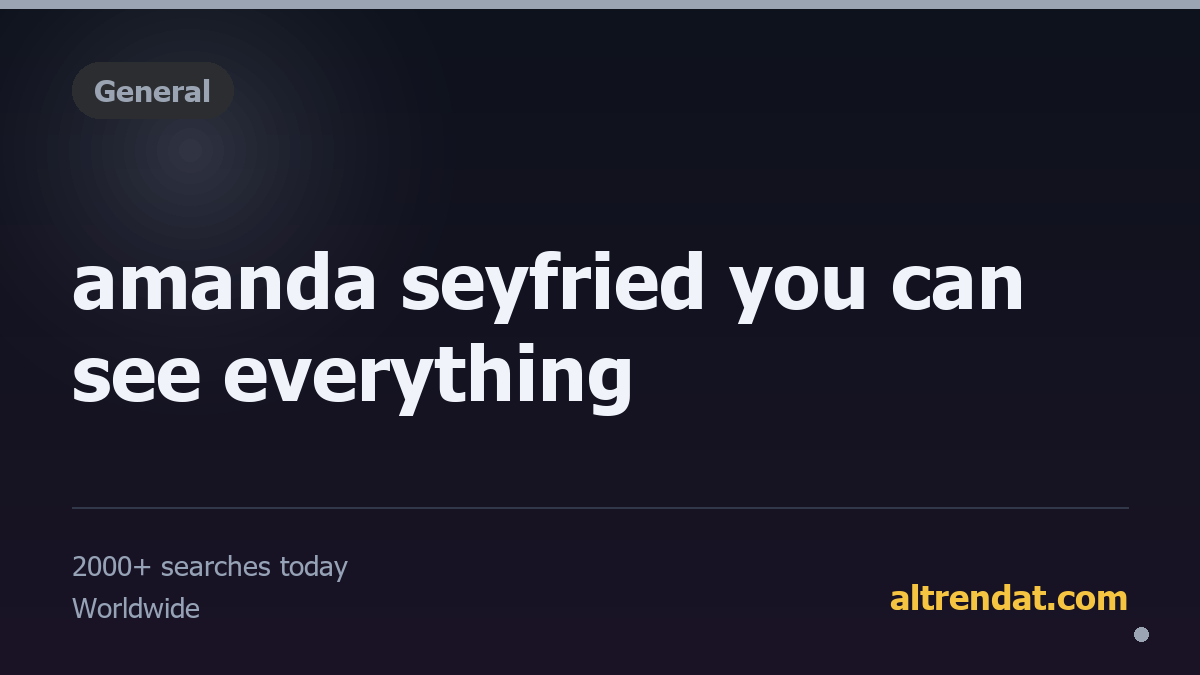 General
amanda seyfried you can
see everything
2000+ searches today
Worldwide
altrendat.com